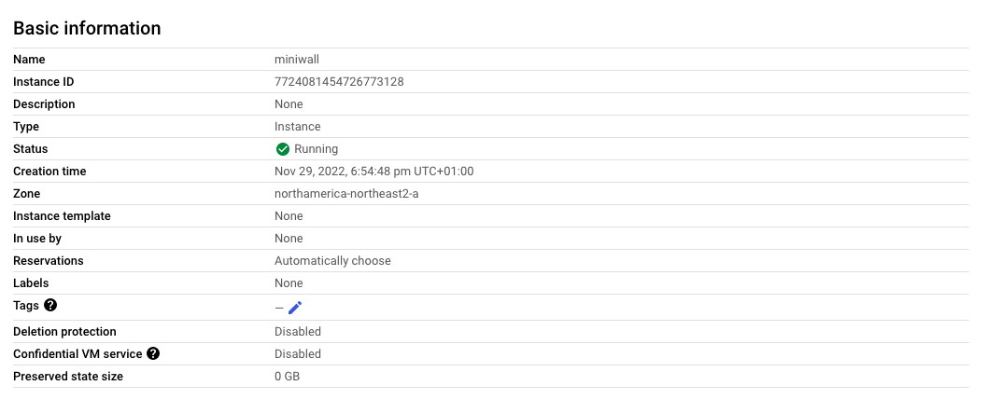 Basic information
Name miniwall
Instance ID 7724081454726773128
Description None
Type Instance
Status Running
Creation time Nov 29, 2022, 6:54:48 pm UTC+01:00
Zone northamerica-northeast2-a
Instance template None
In use by None
Reservations Automatically choose
Labels None
Tags ? —
Deletion protection Disabled
Confidential VM service ? Disabled
Preserved state size 0 GB